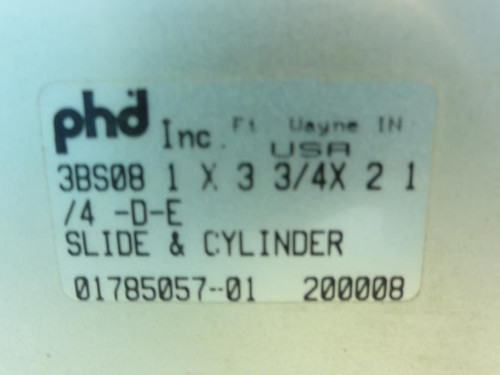 phd Inc. Ft Wayne IN
USA
3BS08 1 X 3 3/4X 2 1
/4 -D-E
SLIDE & CYLINDER
01785057-01 200008